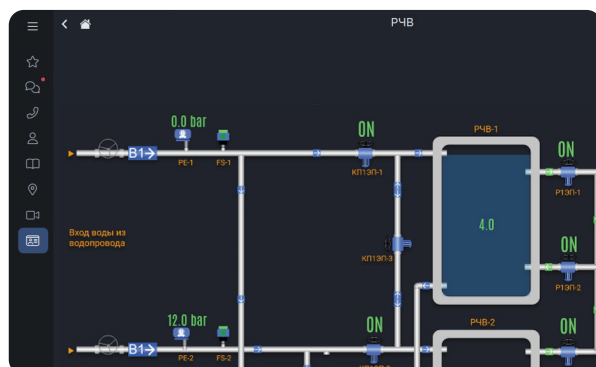 РЧВ
0.0 bar
ON
РЧВ-1
ON
В1
PE-1
FS-1
КП1ЭП-1
Р1ЭП-1
4.0
Вход воды из
водопровода
КП1ЭП-3
ON
Р1ЭП-2
12.0 bar
ON
РЧВ-2
ON
В1
PE-2
FS-2